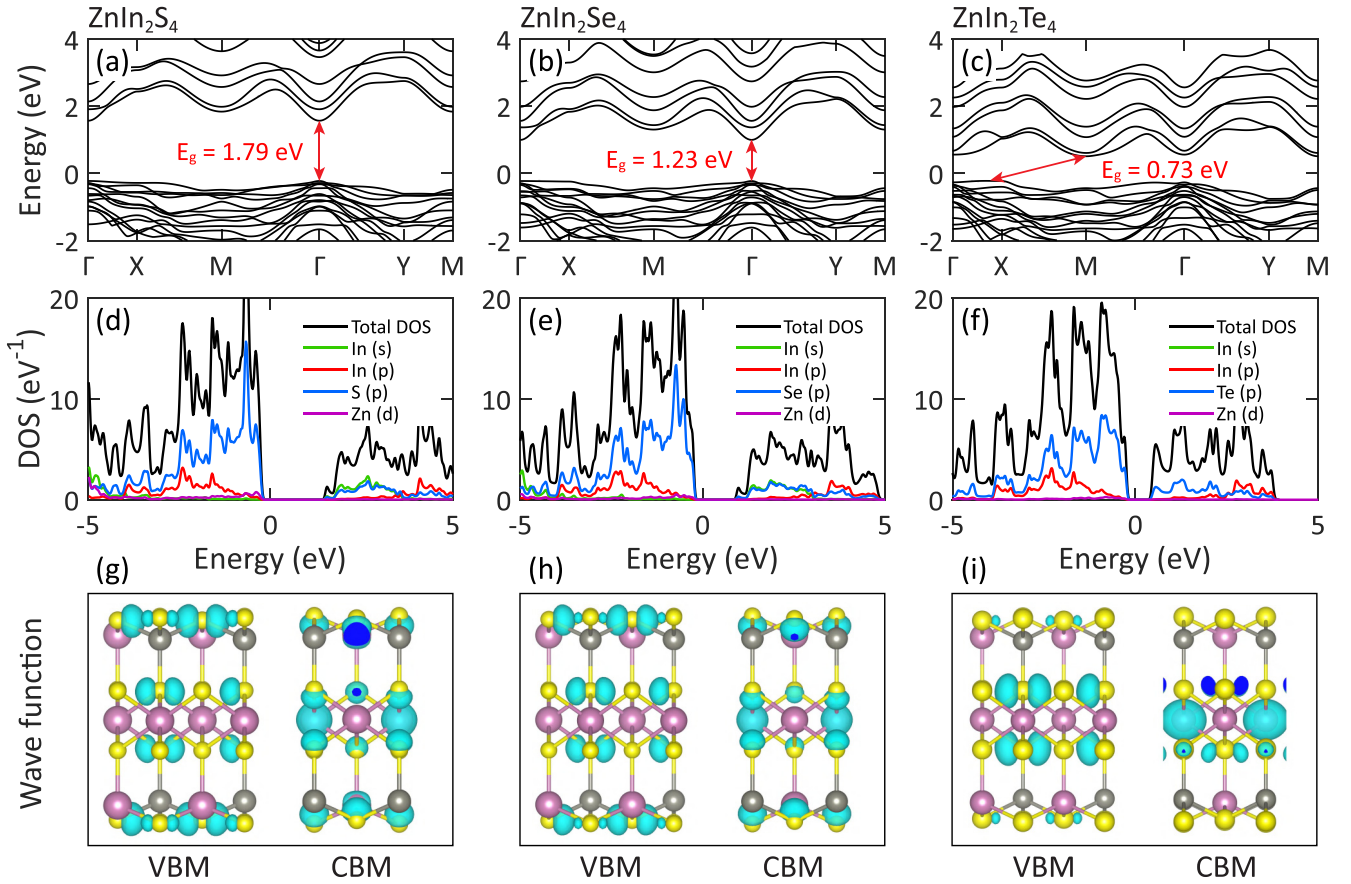 ZnIn₂S₄ ZnIn₂Se₄ ZnIn₂Te₄
Energy (eV)
4
2
0
-2
(a)
E₉ = 1.79 eV
Γ X M Γ Y M
4
2
0
-2
(b)
E₉ = 1.23 eV
Γ X M Γ Y M
4
2
0
-2
(c)
E₉ = 0.73 eV
Γ X M Γ Y M
DOS (eV⁻¹)
20
10
0
(d)
Total DOS
In (s)
In (p)
S (p)
Zn (d)
-5 0 5
Energy (eV)
20
10
0
(e)
Total DOS
In (s)
In (p)
Se (p)
Zn (d)
-5 0 5
Energy (eV)
20
10
0
(f)
Total DOS
In (s)
In (p)
Te (p)
Zn (d)
-5 0 5
Energy (eV)
Wave function
(g)
VBM CBM
(h)
VBM CBM
(i)
VBM CBM